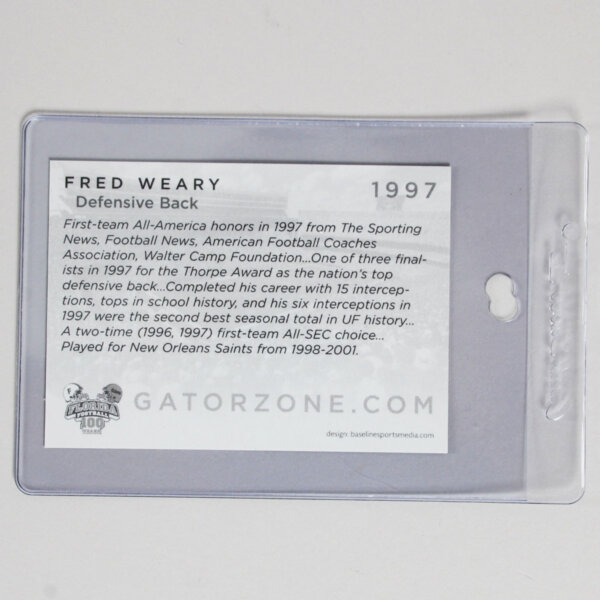 FRED WEARY 1997
Defensive Back
First-team All-America honors in 1997 from The Sporting
News, Football News, American Football Coaches
Association, Walter Camp Foundation...One of three final-
ists in 1997 for the Thorpe Award as the nation's top
defensive back...Completed his career with 15 intercep-
tions, tops in school history, and his six interceptions in
1997 were the second best seasonal total in UF history...
A two-time (1996, 1997) first-team All-SEC choice...
Played for New Orleans Saints from 1998-2001.
FLORIDA
FOOTBALL
100
YEARS
GATORZONE.COM
design: baselinesportsmedia.com